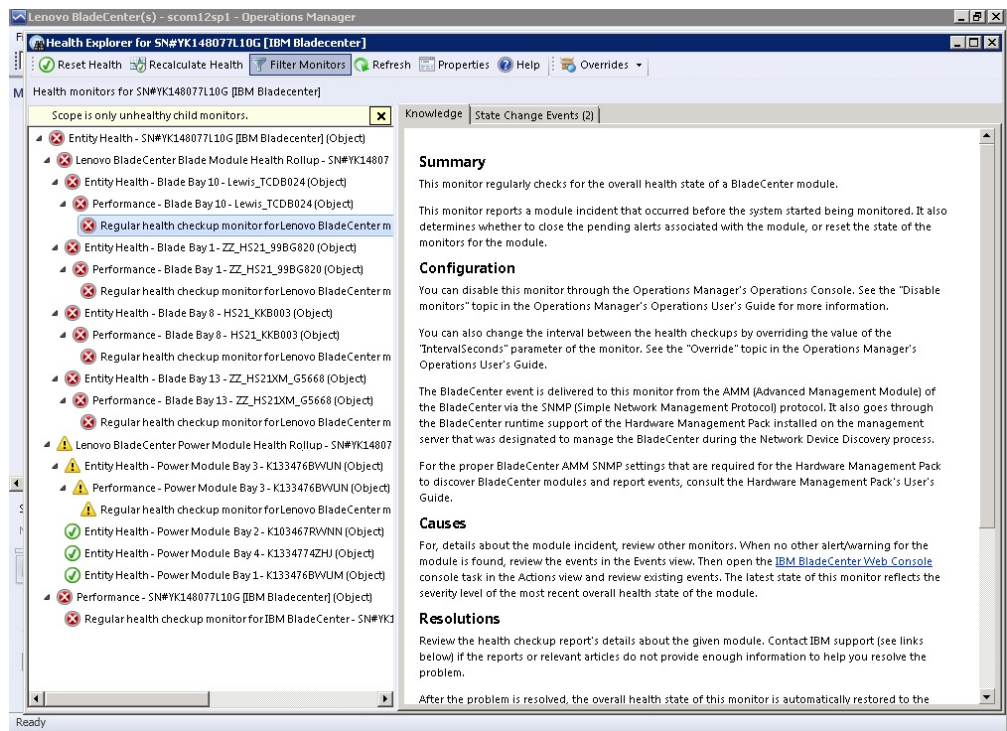 Lenovo BladeCenter(s) - scom12sp1 - Operations Manager
Health Explorer for SN#YK148077L10G [IBM Bladecenter]
Reset Health Recalculate Health Filter Monitors Refresh Properties Help Overrides
Health monitors for SN#YK148077L10G [IBM Bladecenter]
Scope is only unhealthy child monitors.
Entity Health - SN#YK148077L10G [IBM Bladecenter] (Object)
Lenovo BladeCenter Blade Module Health Rollup - SN#YK14807
Entity Health - Blade Bay 10 - Lewis_TCDB024 (Object)
Performance - Blade Bay 10 - Lewis_TCDB024 (Object)
Regular health checkup monitor for Lenovo BladeCenter m
Entity Health - Blade Bay 1 - ZZ_HS21_99BG820 (Object)
Performance - Blade Bay 1 - ZZ_HS21_99BG820 (Object)
Regular health checkup monitor for Lenovo BladeCenter m
Entity Health - Blade Bay 8 - HS21_KKB003 (Object)
Performance - Blade Bay 8 - HS21_KKB003 (Object)
Regular health checkup monitor for Lenovo BladeCenter m
Entity Health - Blade Bay 13 - ZZ_HS21XM_G5668 (Object)
Performance - Blade Bay 13 - ZZ_HS21XM_G5668 (Object)
Regular health checkup monitor for Lenovo BladeCenter m
Lenovo BladeCenter Power Module Health Rollup - SN#YK14807
Entity Health - Power Module Bay 3 - K133476BWUN (Object)
Performance - Power Module Bay 3 - K133476BWUN (Object)
Regular health checkup monitor for Lenovo BladeCenter m
Entity Health - Power Module Bay 2 - K103467RWNN (Object)
Entity Health - Power Module Bay 4 - K1334774ZHJ (Object)
Entity Health - Power Module Bay 1 - K133476BWUM (Object)
Performance - SN#YK148077L10G [IBM Bladecenter] (Object)
Regular health checkup monitor for IBM BladeCenter - SN#YK1
Knowledge State Change Events (2)
Summary
This monitor regularly checks for the overall health state of a BladeCenter module.
This monitor reports a module incident that occurred before the system started being monitored. It also
determines whether to close the pending alerts associated with the module, or reset the state of the
monitors for the module.
Configuration
You can disable this monitor through the Operations Manager's Operations Console. See the "Disable
monitors" topic in the Operations Manager's Operations User's Guide for more information.
You can also change the interval between the health checkups by overriding the value of the
"IntervalSeconds" parameter of the monitor. See the "Override" topic in the Operations Manager's
Operations User's Guide.
The BladeCenter event is delivered to this monitor from the AMM (Advanced Management Module) of
the BladeCenter via the SNMP (Simple Network Management Protocol) protocol. It also goes through
the BladeCenter runtime support of the Hardware Management Pack installed on the management
server that was designated to manage the BladeCenter during the Network Device Discovery process.
For the proper BladeCenter AMM SNMP settings that are required for the Hardware Management Pack
to discover BladeCenter modules and report events, consult the Hardware Management Pack's User's
Guide.
Causes
For, details about the module incident, review other monitors. When no other alert/warning for the
module is found, review the events in the Events view. Then open the IBM BladeCenter Web Console
console task in the Actions view and review existing events. The latest state of this monitor reflects the
severity level of the most recent overall health state of the module.
Resolutions
Review the health checkup report's details about the given module. Contact IBM support (see links
below) if the reports or relevant articles do not provide enough information to help you resolve the
problem.
After the problem is resolved, the overall health state of this monitor is automatically restored to the
Ready